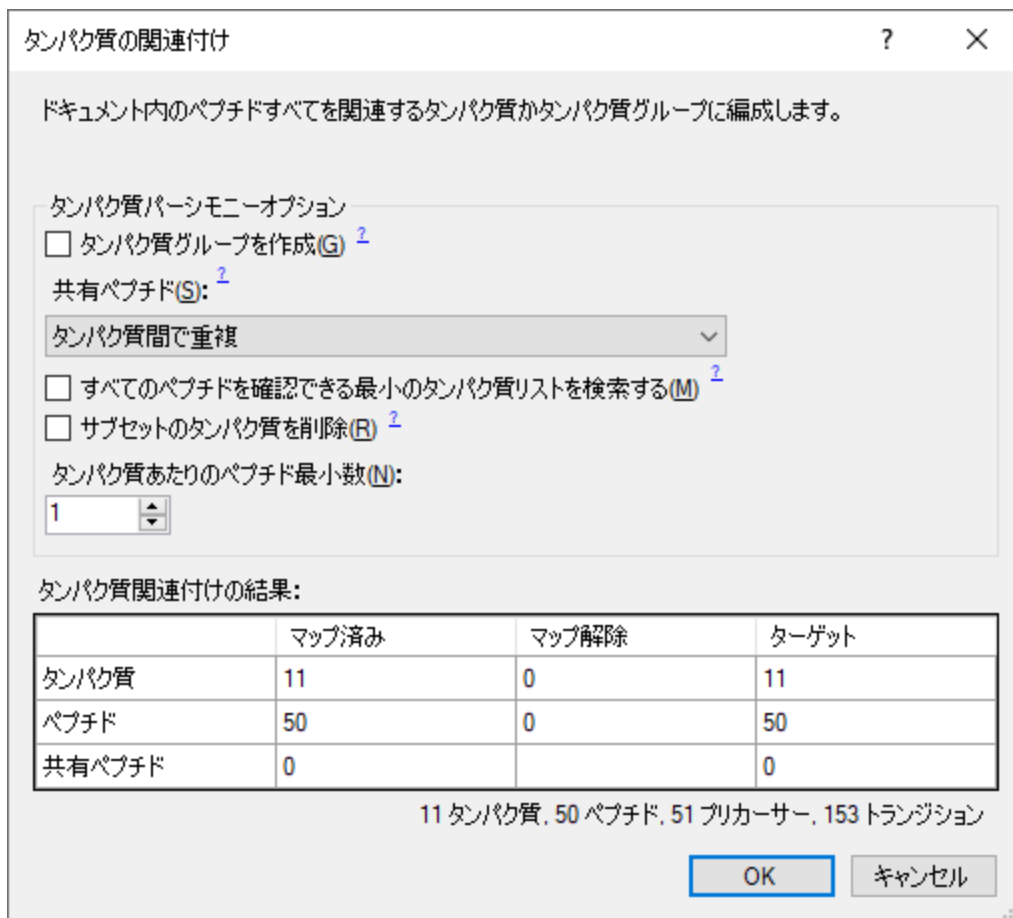 タンパク質の関連付け ?
ドキュメント内のペプチドすべてを関連するタンパク質かタンパク質グループに編成します。
タンパク質パーシモニーオプション
タンパク質グループを作成(G) ?
共有ペプチド(S): ?
タンパク質間で重複
すべてのペプチドを確認できる最小のタンパク質リストを検索する(M) ?
サブセットのタンパク質を削除(R) ?
タンパク質あたりのペプチド最小数(N):
1
タンパク質関連付けの結果:
マップ済み マップ解除 ターゲット
タンパク質 11 0 11
ペプチド 50 0 50
共有ペプチド 0 0
11 タンパク質, 50 ペプチド, 51 プリカーサー, 153 トランジション
OK キャンセル